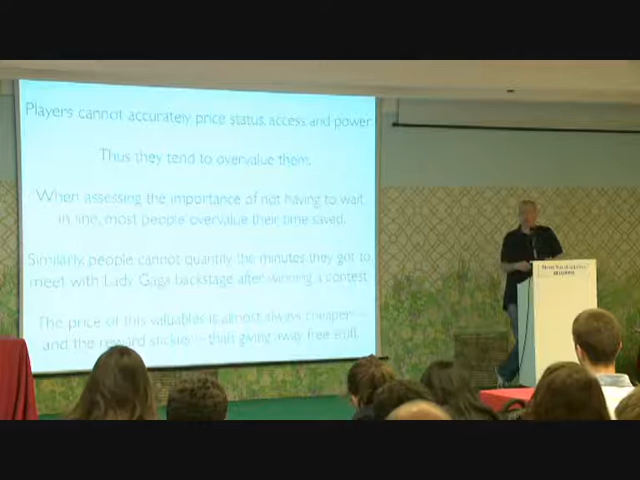 Players cannot accurately price status, access and power.
Thus they tend to overvalue them.
When assessing the importance of not having to wait
in line, most people overvalue their time saved.
Similarly, people cannot quantify the minutes they got to
meet with Lady Gaga backstage after winning a contest.
The price of this valuables is almost always cheaper—
and the reward stickier—than giving away free stuff.